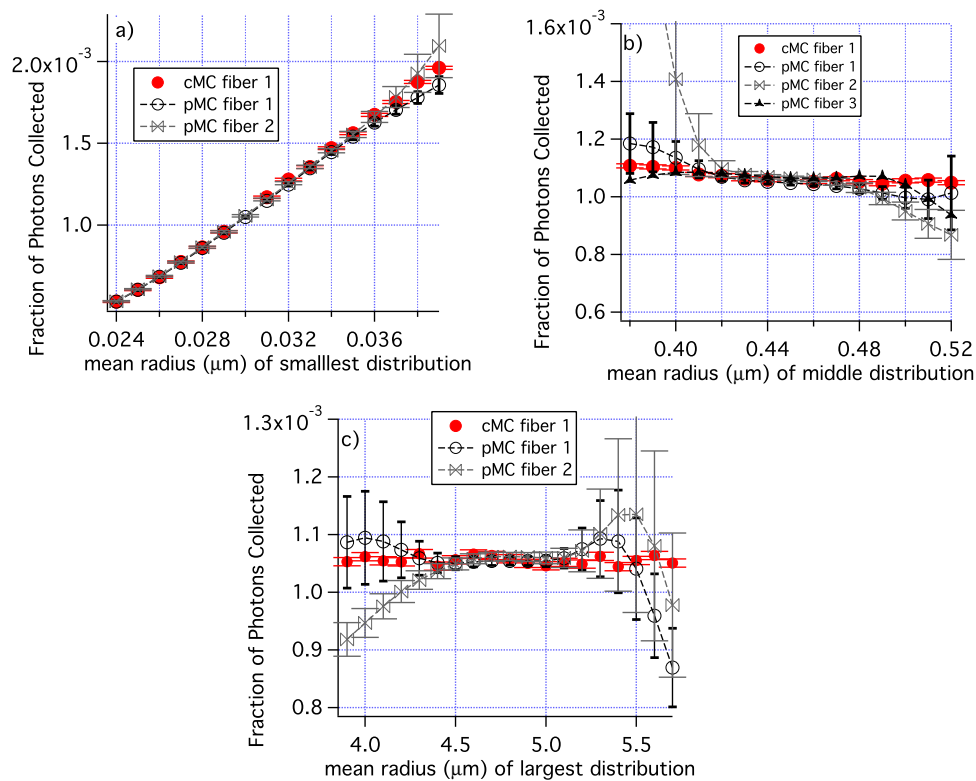 a)
Fraction of Photons Collected
2.0x10⁻³
1.5
1.0
cMC fiber 1
pMC fiber 1
pMC fiber 2
0.024 0.028 0.032 0.036
mean radius (μm) of smalllest distribution
b)
Fraction of Photons Collected
1.6x10⁻³
1.4
1.2
1.0
0.8
0.6
cMC fiber 1
pMC fiber 1
pMC fiber 2
pMC fiber 3
0.40 0.44 0.48 0.52
mean radius (μm) of middle distribution
c)
Fraction of Photons Collected
1.3x10⁻³
1.2
1.1
1.0
0.9
0.8
cMC fiber 1
pMC fiber 1
pMC fiber 2
4.0 4.5 5.0 5.5
mean radius (μm) of largest distribution